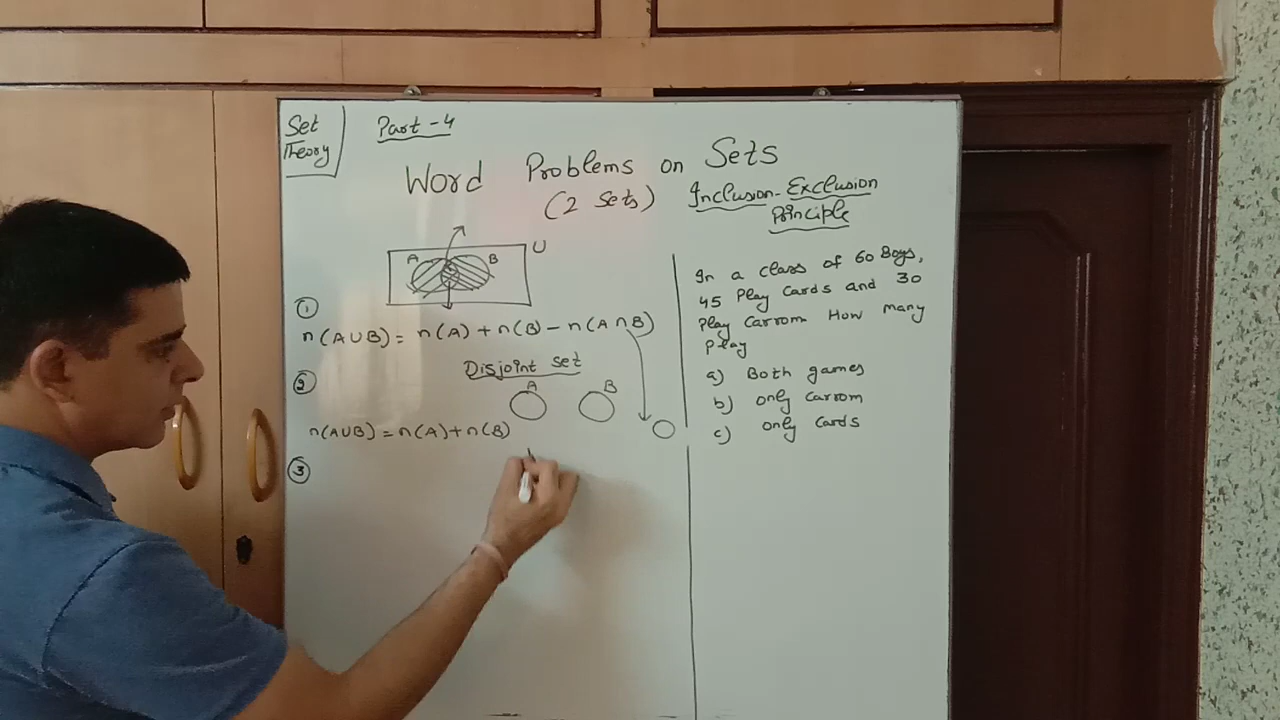 Set
Theory
Part - 4
Word Problems on Sets
(2 Sets)
Inclusion-Exclusion
Principle
U
A B
①
n(A∪B) = n(A) + n(B) - n(A∩B)
②
Disjoint set
A B
n(A∪B) = n(A) + n(B)
③
In a class of 60 Boys,
45 Play Cards and 30
Play Carrom How many
Play
a) Both games
b) only Carrom
c) only Cards